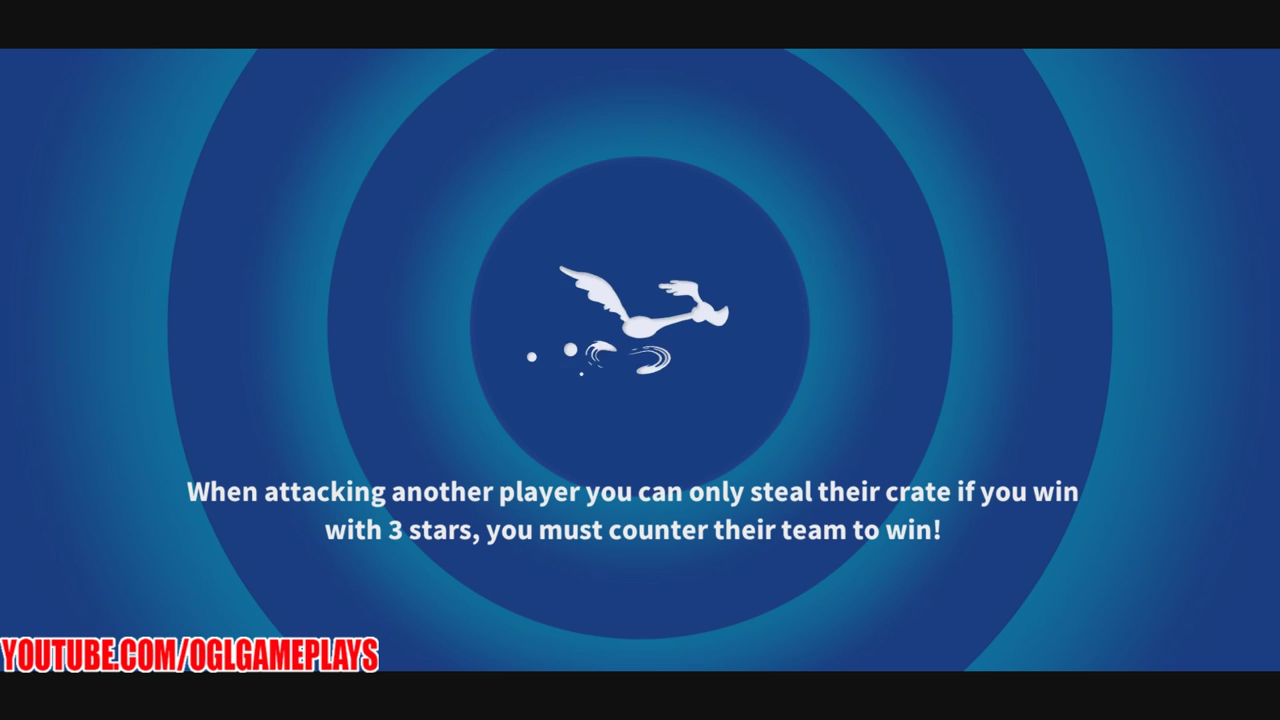 When attacking another player you can only steal their crate if you win
with 3 stars, you must counter their team to win!
YOUTUBE.COM/OGLGAMEPLAYS